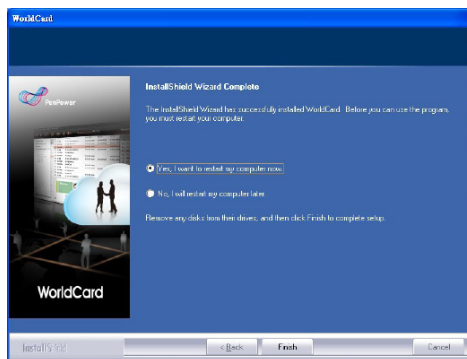 WorldCard
PenPower
InstallShield Wizard Complete
The InstallShield Wizard has successfully installed WorldCard. Before you can use the program,
you must restart your computer.
Yes, I want to restart my computer now.
No, I will restart my computer later.
Remove any disks from their drives, and then click Finish to complete setup.
WorldCard
InstallShield
< Back
Finish
Cancel